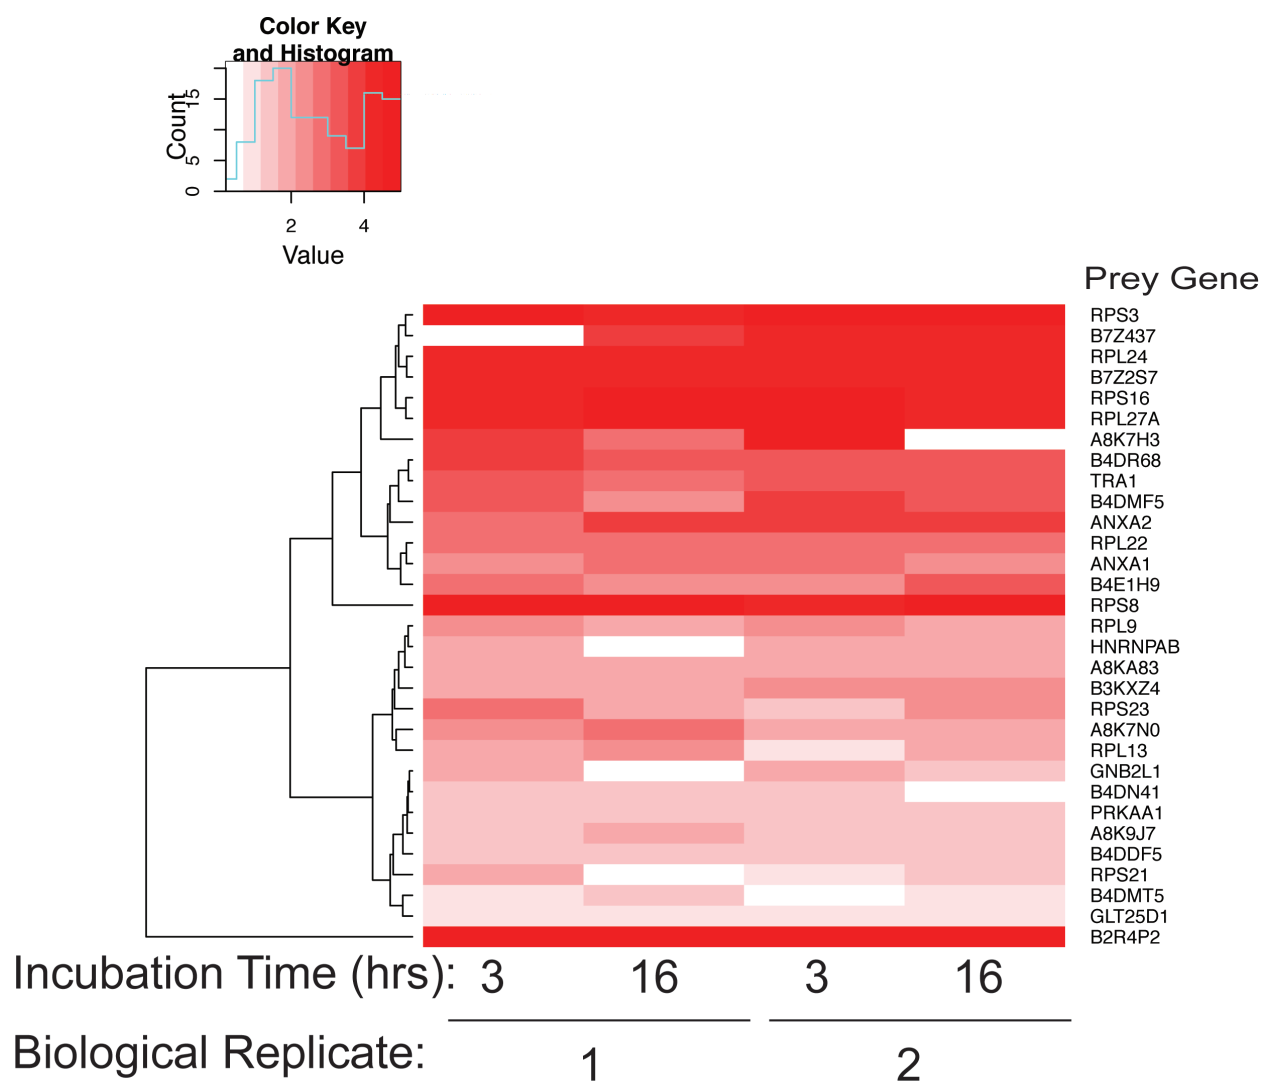 Color Key
and Histogram
Count
0 5 15
2 4
Value
Prey Gene
RPS3
B7Z437
RPL24
B7Z2S7
RPS16
RPL27A
A8K7H3
B4DR68
TRA1
B4DMF5
ANXA2
RPL22
ANXA1
B4E1H9
RPS8
RPL9
HNRNPAB
A8KA83
B3KXZ4
RPS23
A8K7N0
RPL13
GNB2L1
B4DN41
PRKAA1
A8K9J7
B4DDF5
RPS21
B4DMT5
GLT25D1
B2R4P2
Incubation Time (hrs): 3 16 3 16
Biological Replicate: 1 2